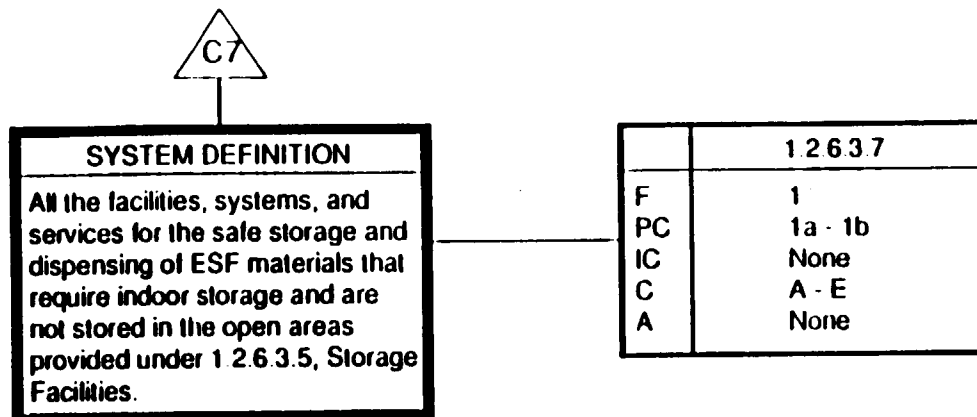 C7
SYSTEM DEFINITION
All the facilities, systems, and
services for the safe storage and
dispensing of ESF materials that
require indoor storage and are
not stored in the open areas
provided under 1.2.6.3.5, Storage
Facilities.
1.2.6.3.7
F 1
PC 1a - 1b
IC None
C A - E
A None